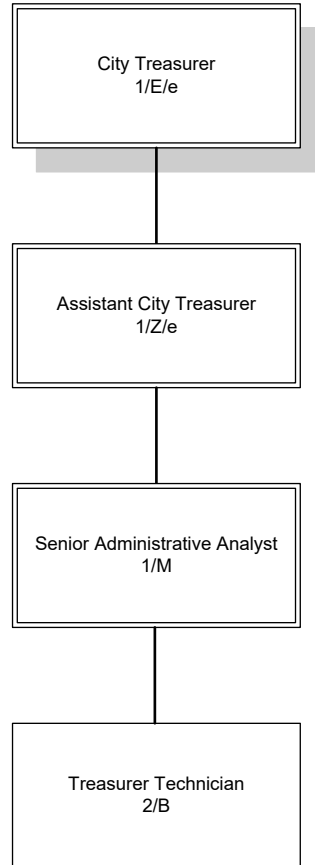 City Treasurer
1/E/e
Assistant City Treasurer
1/Z/e
Senior Administrative Analyst
1/M
Treasurer Technician
2/B